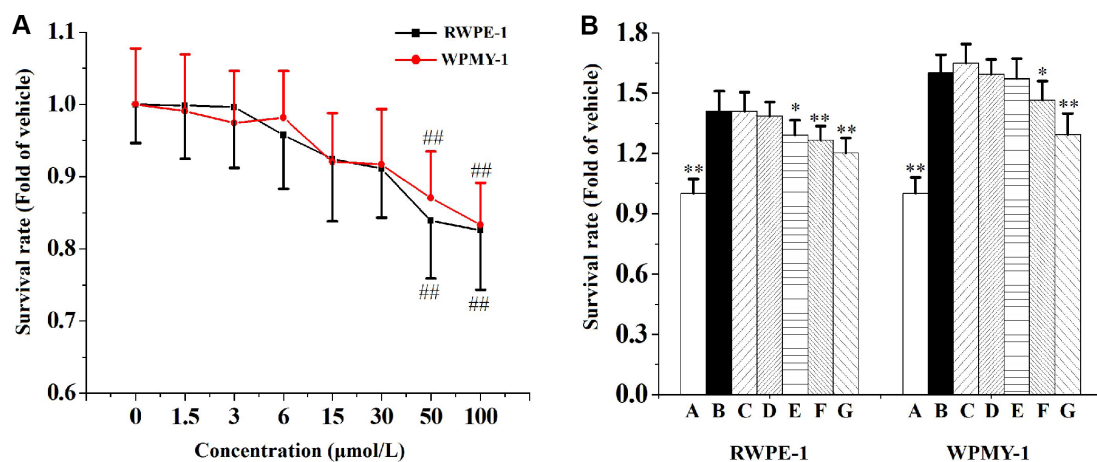 A
RWPE-1
WPMY-1
Survival rate (Fold of vehicle)
1.1
1.0
0.9
0.8
0.7
0.6
##
##
##
##
0 1.5 3 6 15 30 50 100
Concentration (μmol/L)
B
Survival rate (Fold of vehicle)
1.8
1.5
1.2
0.9
0.6
0.3
0.0
** * ** ** ** * **
A B C D E F G A B C D E F G
RWPE-1 WPMY-1